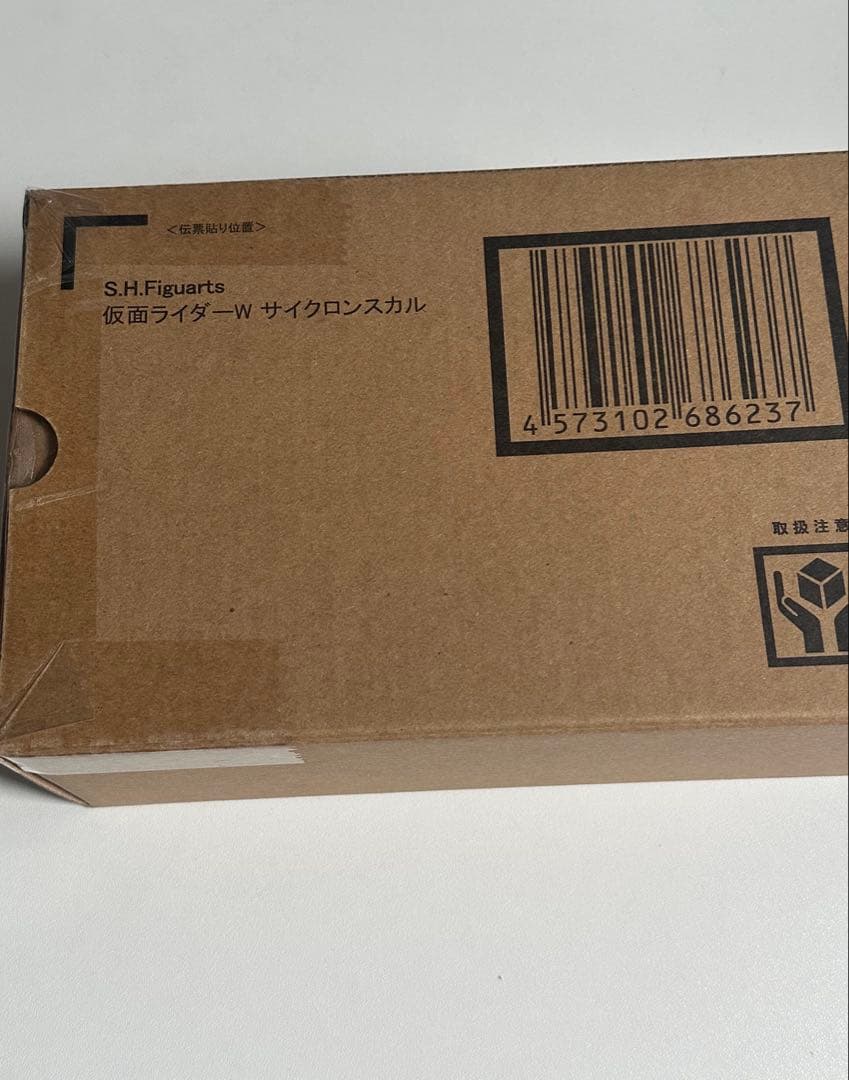 ＜伝票貼り位置＞
S.H.Figuarts
仮面ライダーW サイクロンスカル
4 573102 686237
取扱注意